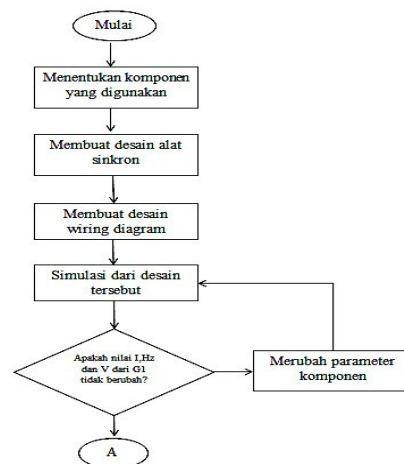 Mulai
Menentukan komponen
yang digunakan
Membuat desain alat
sinkron
Membuat desain
wiring diagram
Simulasi dari desain
tersebut
Apakah nilai I,Hz
dan V dari G1
tidak berubah?
Merubah parameter
komponen
A